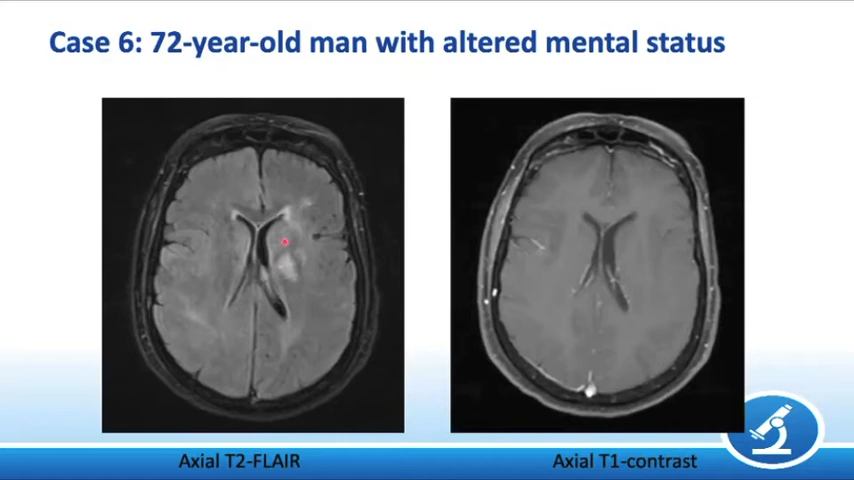 Case 6: 72-year-old man with altered mental status
Axial T2-FLAIR
Axial T1-contrast